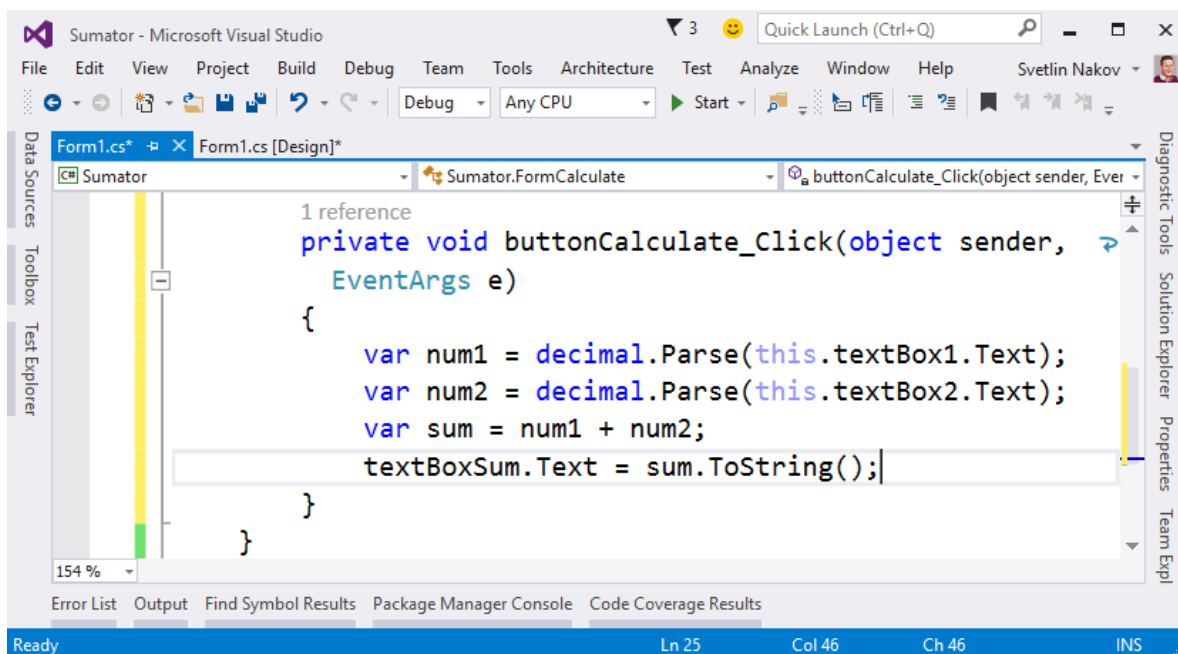 Sumator - Microsoft Visual Studio
3
Quick Launch (Ctrl+Q)
File Edit View Project Build Debug Team Tools Architecture Test Analyze Window Help Svetlin Nakov
Debug Any CPU Start
Form1.cs* Form1.cs [Design]*
C# Sumator Sumator.FormCalculate buttonCalculate_Click(object sender, Ever
1 reference
private void buttonCalculate_Click(object sender,
EventArgs e)
{
var num1 = decimal.Parse(this.textBox1.Text);
var num2 = decimal.Parse(this.textBox2.Text);
var sum = num1 + num2;
textBoxSum.Text = sum.ToString();
}
}
154 %
Data Sources
Toolbox
Test Explorer
Diagnostic Tools
Solution Explorer
Properties
Team Expl
Error List Output Find Symbol Results Package Manager Console Code Coverage Results
Ready Ln 25 Col 46 Ch 46 INS